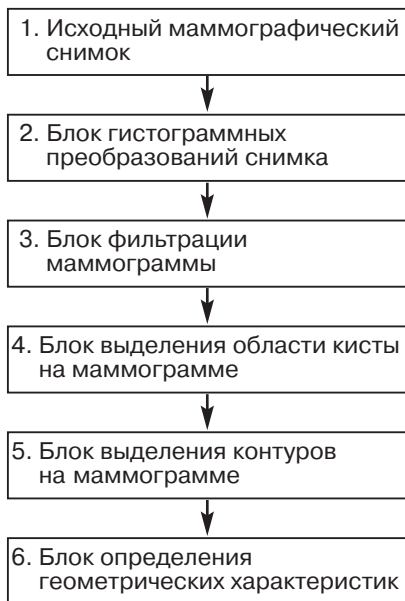 1. Исходный маммографический
снимок
2. Блок гистограммных
преобразований снимка
3. Блок фильтрации
маммограммы
4. Блок выделения области кисты
на маммограмме
5. Блок выделения контуров
на маммограмме
6. Блок определения
геометрических характеристик